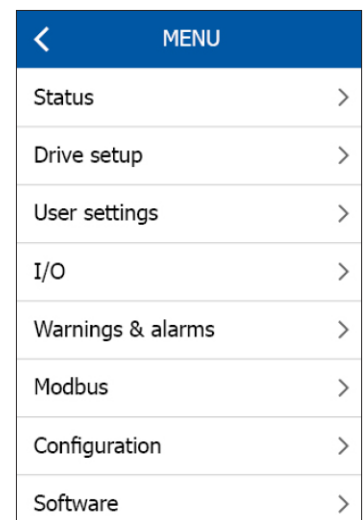 MENU
Status
Drive setup
User settings
I/O
Warnings & alarms
Modbus
Configuration
Software